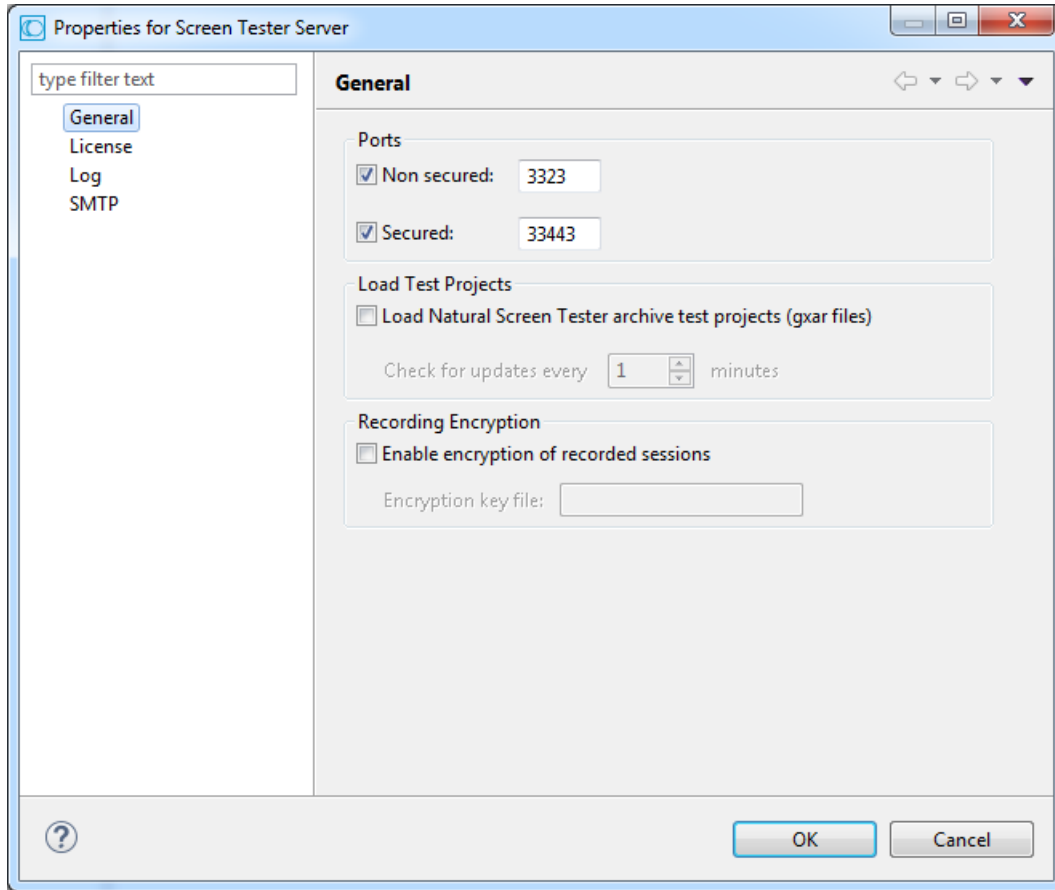 Properties for Screen Tester Server
type filter text
General
License
Log
SMTP
General
Ports
Non secured: 3323
Secured: 33443
Load Test Projects
Load Natural Screen Tester archive test projects (gxar files)
Check for updates every 1 minutes
Recording Encryption
Enable encryption of recorded sessions
Encryption key file:
?
OK Cancel